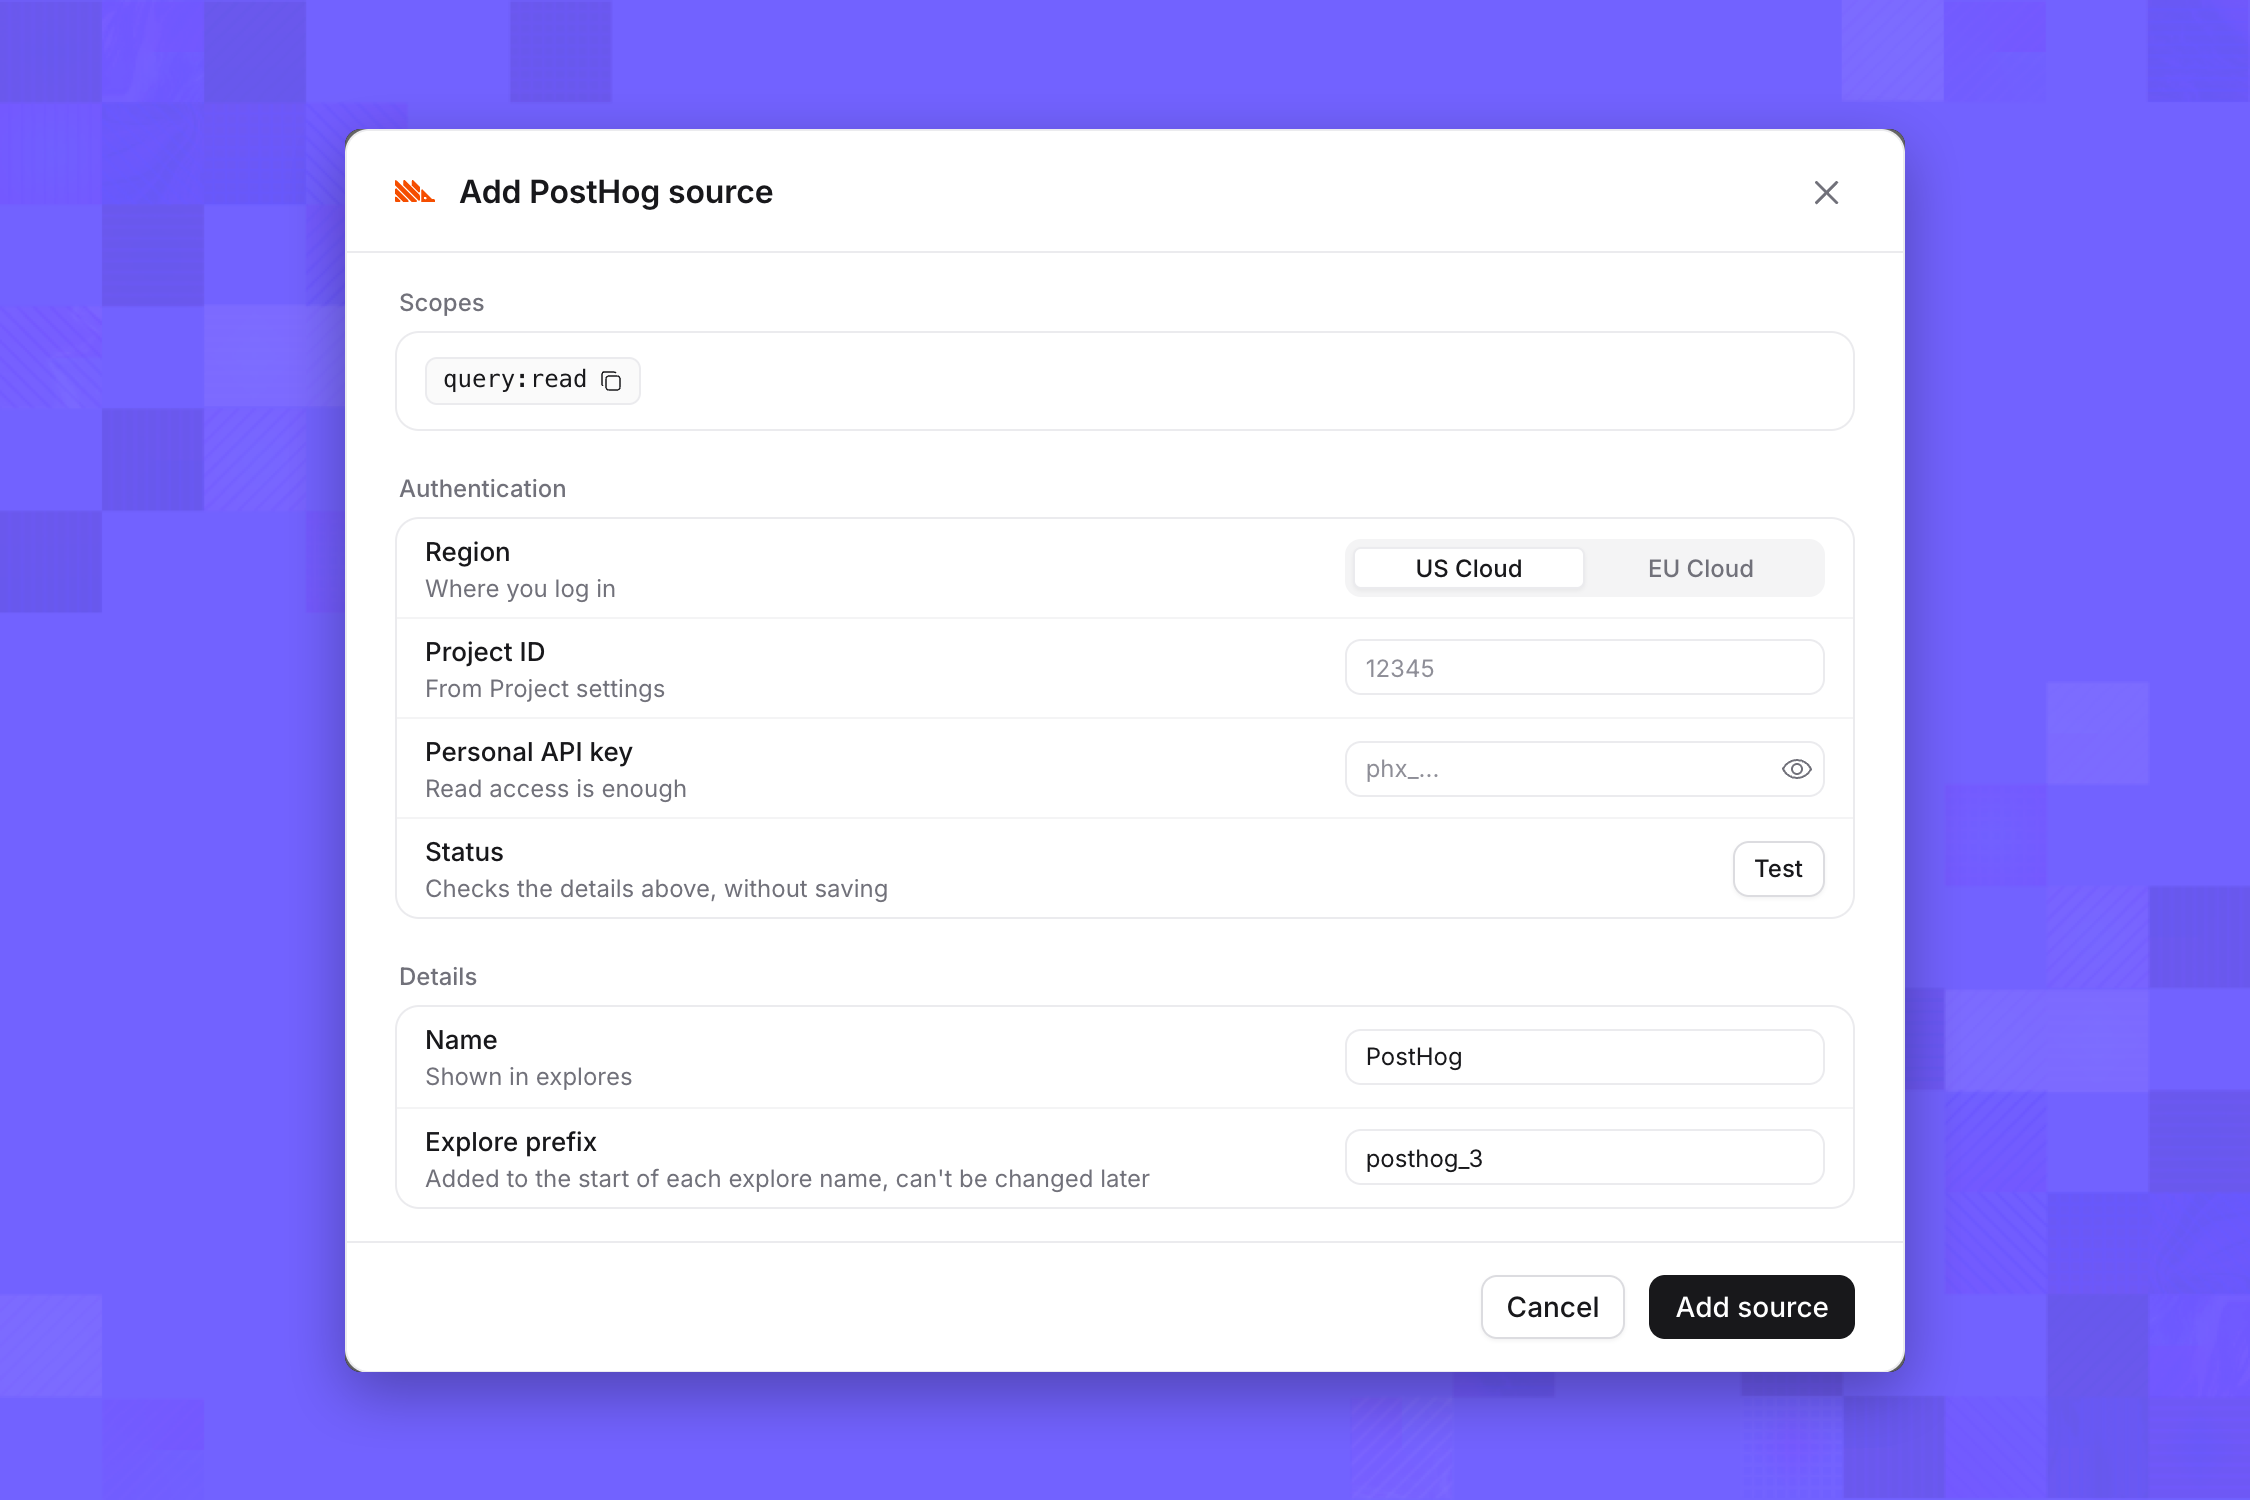 Add PostHog source
Scopes
query:read
Authentication
Region
Where you log in
US Cloud
EU Cloud
Project ID
From Project settings
12345
Personal API key
Read access is enough
phx_...
Status
Checks the details above, without saving
Test
Details
Name
Shown in explores
PostHog
Explore prefix
Added to the start of each explore name, can't be changed later
posthog_3
Cancel
Add source